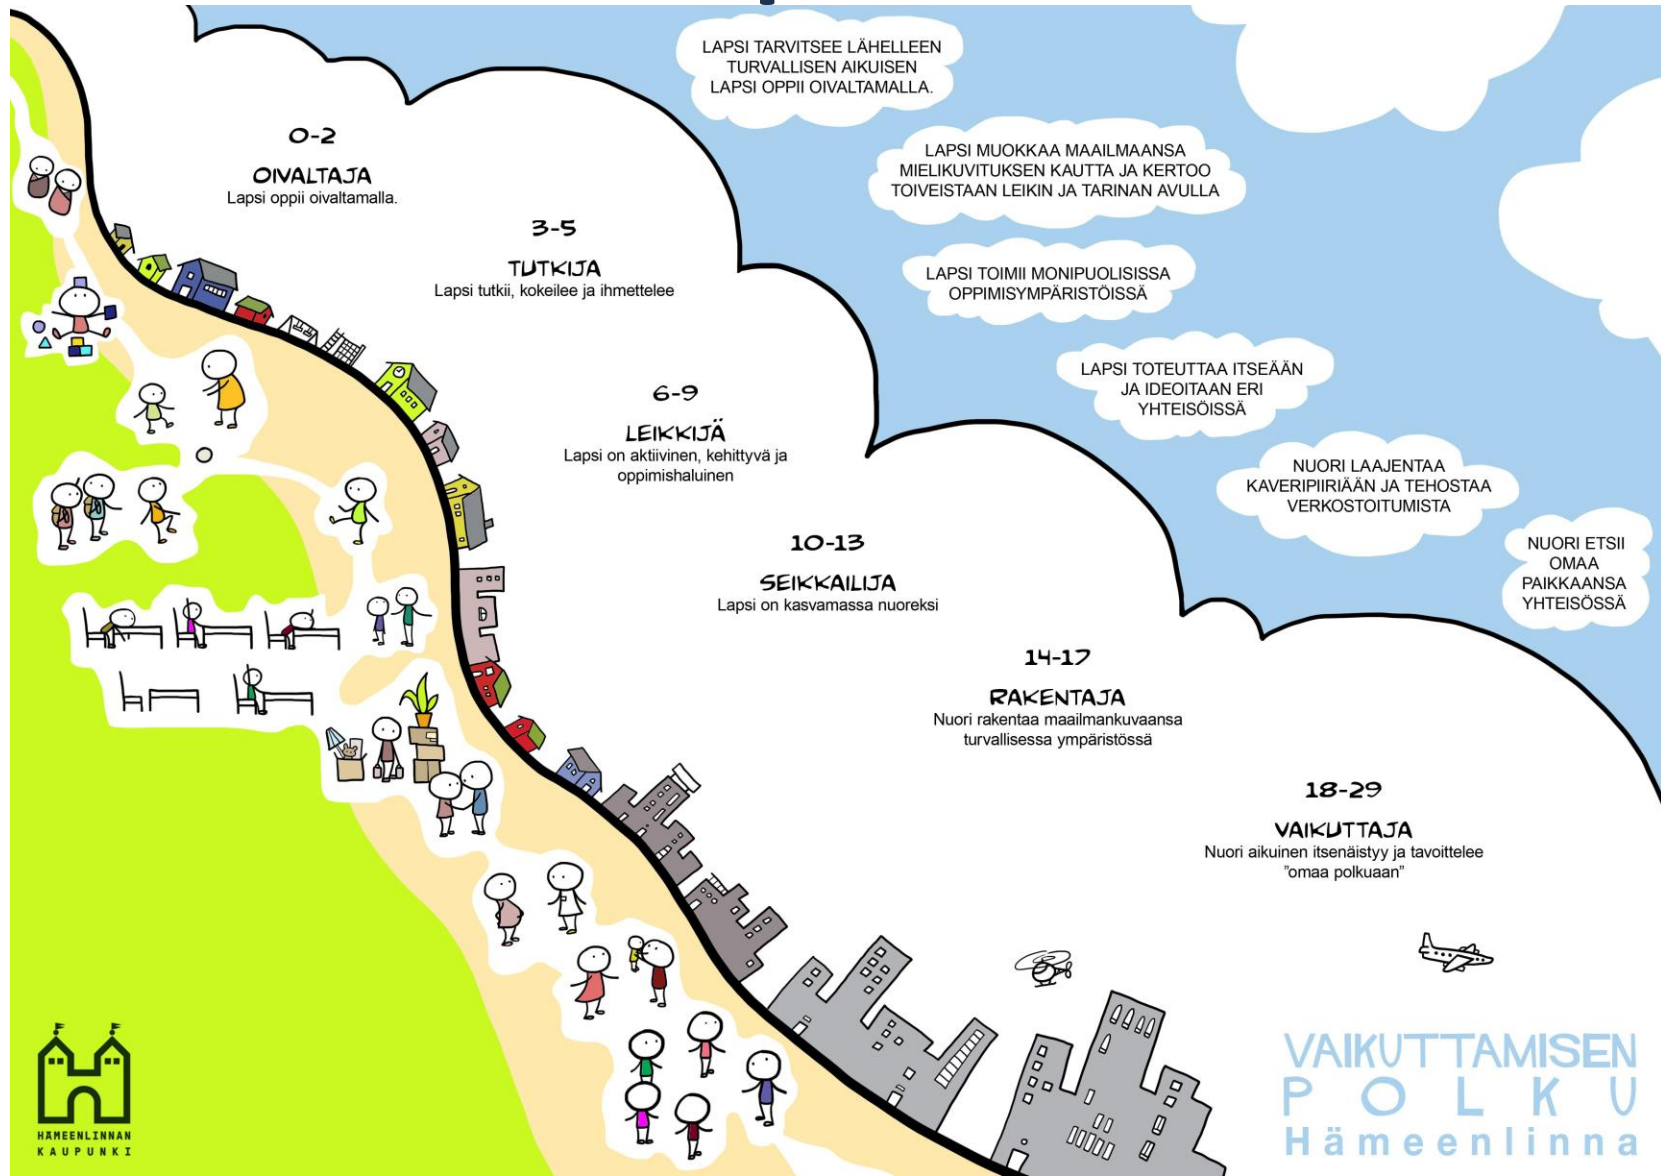 LAPSI TARVITSEE LÄHELLEEN
TURVALLISEN AIKUISEN
LAPSI OPPII OIVALTAMALLA.
LAPSI MUOKKAA MAAILMAANSA
MIELIKUVITUKSEN KAUTTA JA KERTOO
TOIVEISTAAN LEIKIN JA TARINAN AVULLA
LAPSI TOIMII MONIPUOLISISSA
OPPIMISYMPÄRISTÖISSÄ
LAPSI TOTEUTTAA ITSEÄÄN
JA IDEOITAAN ERI
YHTEISÖISSÄ
NUORI LAAJENTAA
KAVERIPIIRIÄÄN JA TEHOSTAA
VERKOSTOITUMISTA
NUORI ETSII
OMAA
PAIKKAANSA
YHTEISÖSSÄ
0-2
OIVALTAJA
Lapsi oppii oivaltamalla.
3-5
TUTKIJA
Lapsi tutkii, kokeilee ja ihmettelee
6-9
LEIKKIJÄ
Lapsi on aktiivinen, kehittyvä ja
oppimishaluinen
10-13
SEIKKAILIJA
Lapsi on kasvamassa nuoreksi
14-17
RAKENTAJA
Nuori rakentaa maailmankuvaansa
turvallisessa ympäristössä
18-29
VAIKUTTAJA
Nuori aikuinen itsenäistyy ja tavoittelee
”omaa polkuaan”
HÄMEENLINNAN
KAUPUNKI
VAIKUTTAMISEN
POLKU
Hämeenlinna